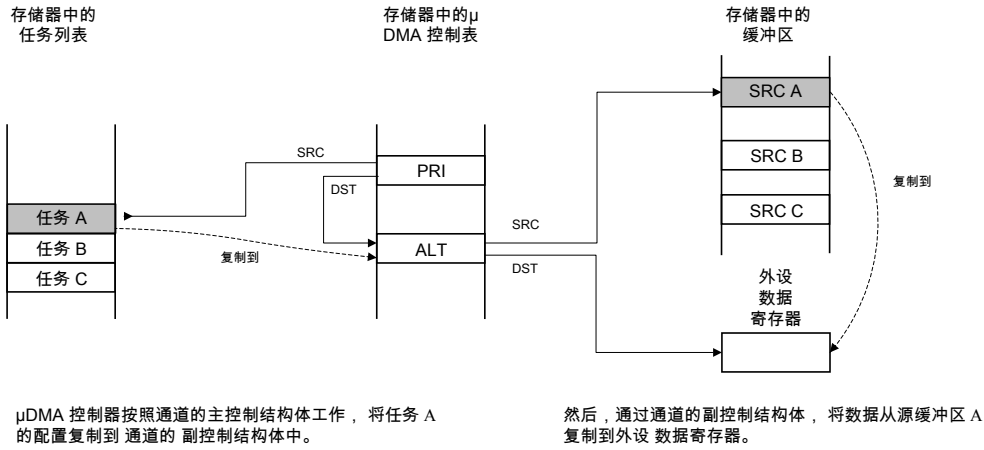 存储器中的
任务列表
存储器中的μ
DMA 控制表
存储器中的
缓冲区
SRC A
SRC B
SRC C
复制到
SRC
PRI
DST
任务 A
任务 B
任务 C
复制到
ALT
SRC
DST
外设
数据
寄存器
μDMA 控制器按照通道的主控制结构体工作， 将任务 A
的配置复制到 通道的 副控制结构体中。
然后，通过通道的副控制结构体， 将数据从源缓冲区 A
复制到外设 数据寄存器。